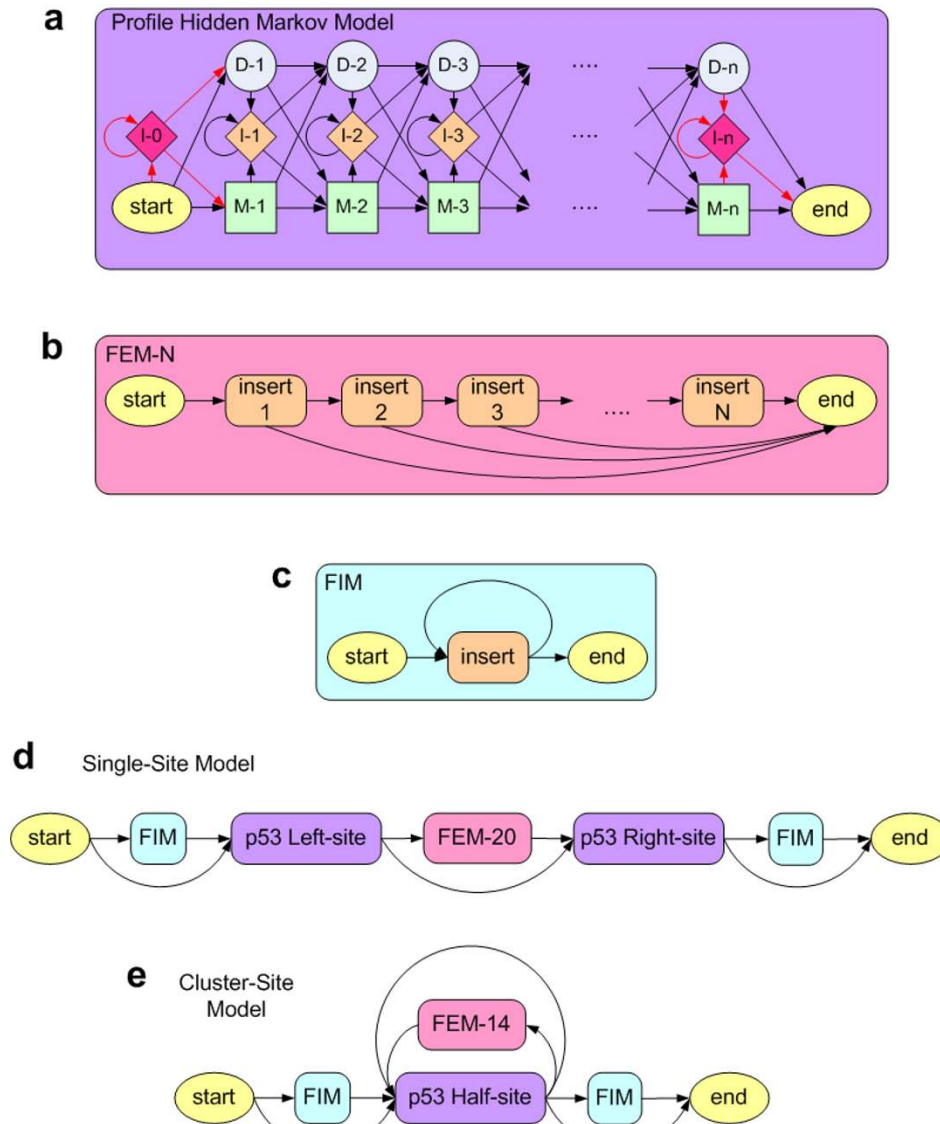 a
Profile Hidden Markov Model
D-1 D-2 D-3 .... D-n
I-0 I-1 I-2 I-3 .... I-n
start M-1 M-2 M-3 .... M-n end
b
FEM-N
start insert 1 insert 2 insert 3 .... insert N end
c
FIM
start insert end
d
Single-Site Model
start FIM p53 Left-site FEM-20 p53 Right-site FIM end
e
Cluster-Site
Model
FEM-14
start FIM p53 Half-site FIM end